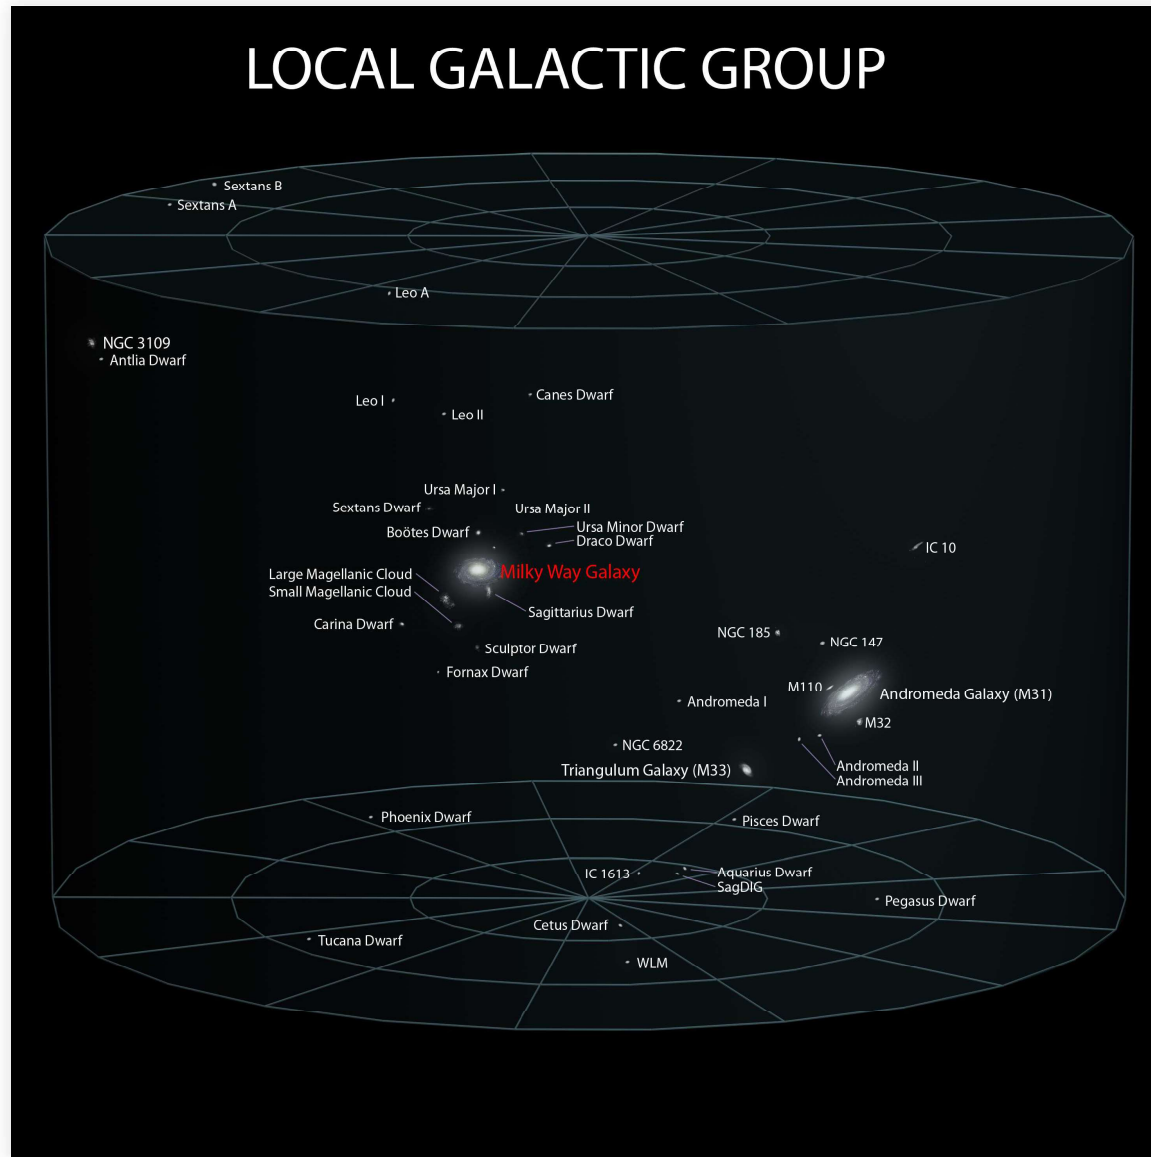 LOCAL GALACTIC GROUP
Sextans B
Sextans A
Leo A
NGC 3109
Antlia Dwarf
Leo I
Canes Dwarf
Leo II
Ursa Major I
Sextans Dwarf
Ursa Major II
Boötes Dwarf
Ursa Minor Dwarf
Draco Dwarf
IC 10
Milky Way Galaxy
Large Magellanic Cloud
Small Magellanic Cloud
Sagittarius Dwarf
Carina Dwarf
NGC 185
NGC 147
Sculptor Dwarf
Fornax Dwarf
M110
Andromeda Galaxy (M31)
Andromeda I
M32
NGC 6822
Triangulum Galaxy (M33)
Andromeda II
Andromeda III
Phoenix Dwarf
Pisces Dwarf
IC 1613
Aquarius Dwarf
SagDIG
Pegasus Dwarf
Cetus Dwarf
Tucana Dwarf
WLM